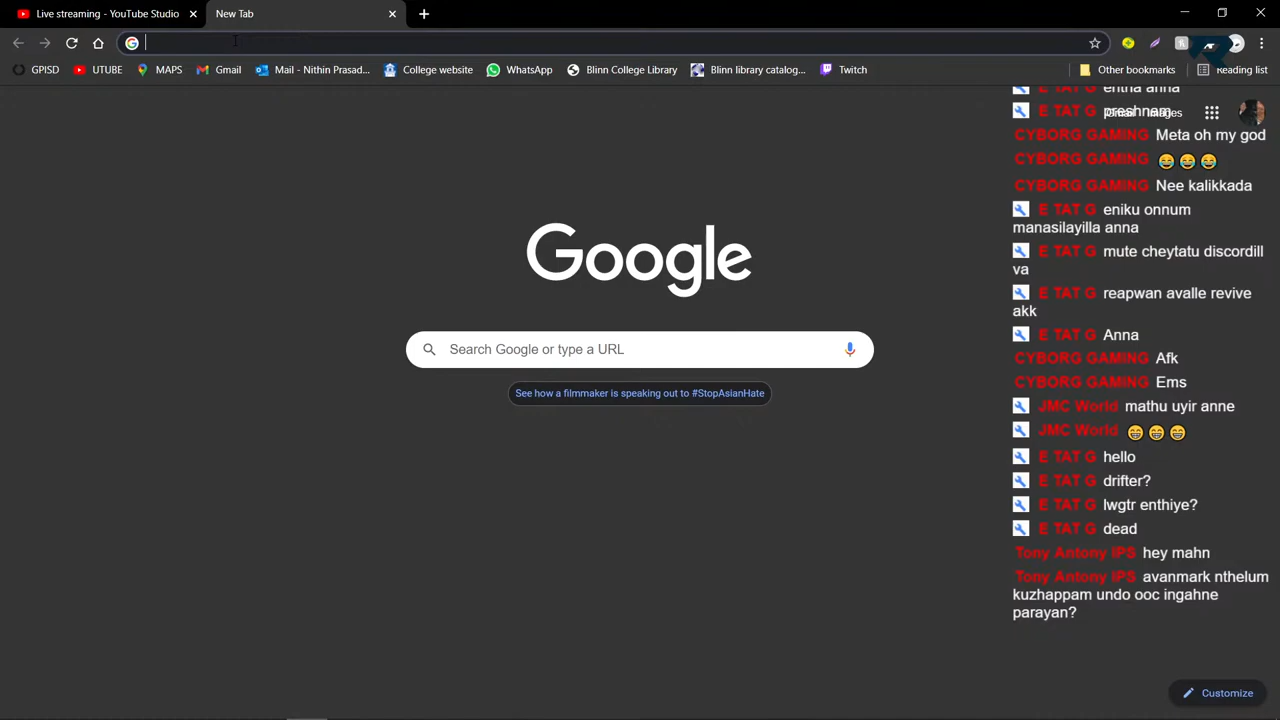 Live streaming - YouTube Studio
New Tab
GPISD
UTUBE
MAPS
Gmail
Mail - Nithin Prasad...
College website
WhatsApp
Blinn College Library
Blinn library catalog...
Twitch
Other bookmarks
Reading list
Gmail
Images
Google
Search Google or type a URL
See how a filmmaker is speaking out to #StopAsianHate
Customize
E TAT G entha anna
E TAT G preshnam
CYBORG GAMING Meta oh my god
CYBORG GAMING 😂 😂 😂
CYBORG GAMING Nee kalikkada
E TAT G eniku onnum
manasilayilla anna
E TAT G mute cheytatu discordill
va
E TAT G reapwan avalle revive
akk
E TAT G Anna
CYBORG GAMING Afk
CYBORG GAMING Ems
JMC World mathu uyir anne
JMC World 😁 😁 😁
E TAT G hello
E TAT G drifter?
E TAT G lwgtr enthiye?
E TAT G dead
Tony Antony IPS hey mahn
Tony Antony IPS avanmark nthelum
kuzhappam undo ooc ingahne
parayan?